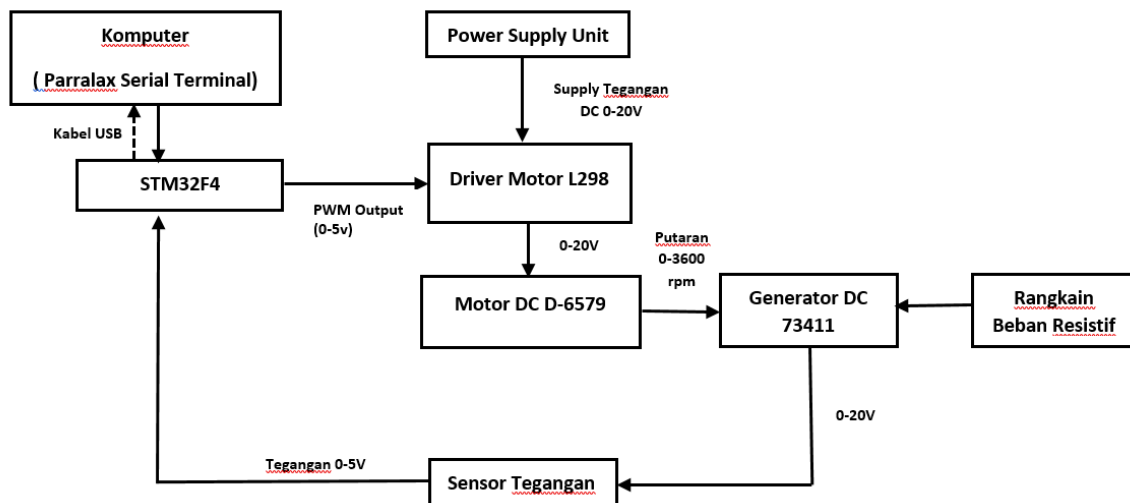 Komputer
( Parralax Serial Terminal)
Power Supply Unit
Supply Tegangan
DC 0-20V
Kabel USB
STM32F4
Driver Motor L298
PWM Output
(0-5v)
0-20V
Putaran
0-3600
rpm
Motor DC D-6579
Generator DC
73411
Rangkain
Beban Resistif
0-20V
Tegangan 0-5V
Sensor Tegangan